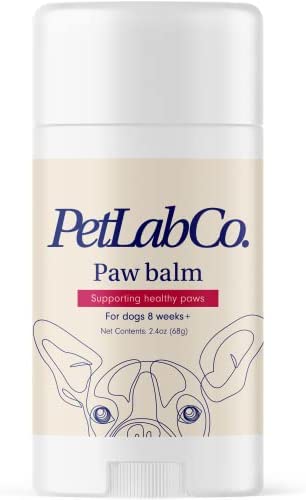 PetLabCo.
Paw balm
Supporting healthy paws
For dogs 8 weeks+
Net Contents: 2.4oz (68g)